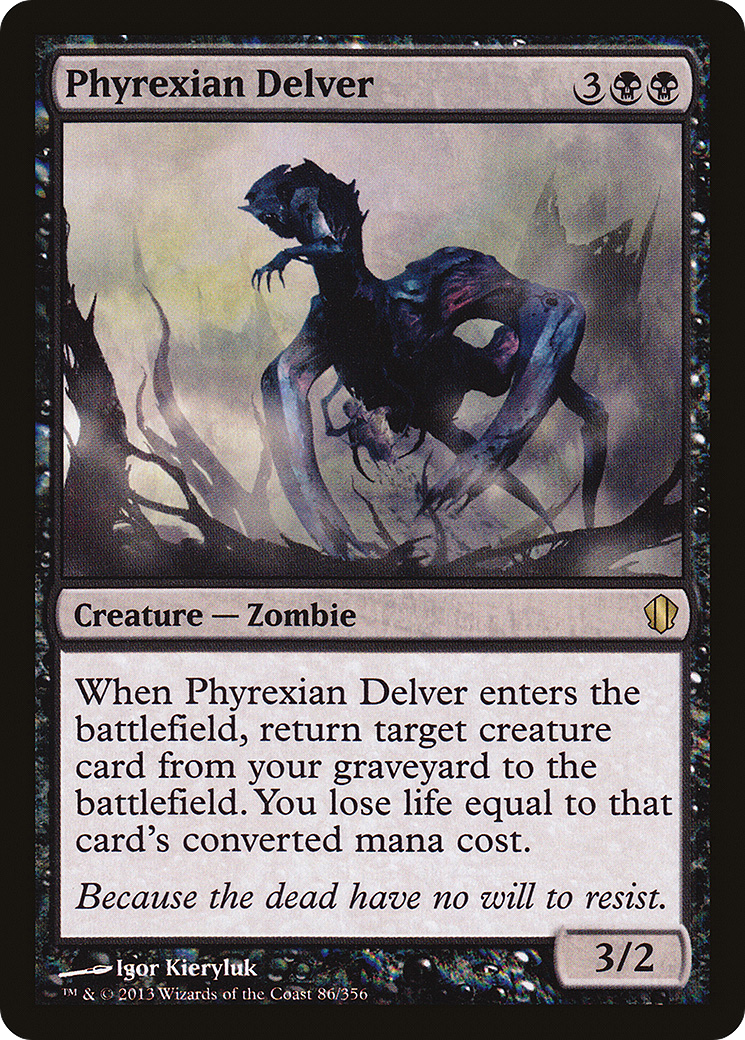 Phyrexian Delver 3
Creature — Zombie
When Phyrexian Delver enters the
battlefield, return target creature
card from your graveyard to the
battlefield. You lose life equal to that
card's converted mana cost.
Because the dead have no will to resist.
3/2
Igor Kieryluk
™ & © 2013 Wizards of the Coast 86/356